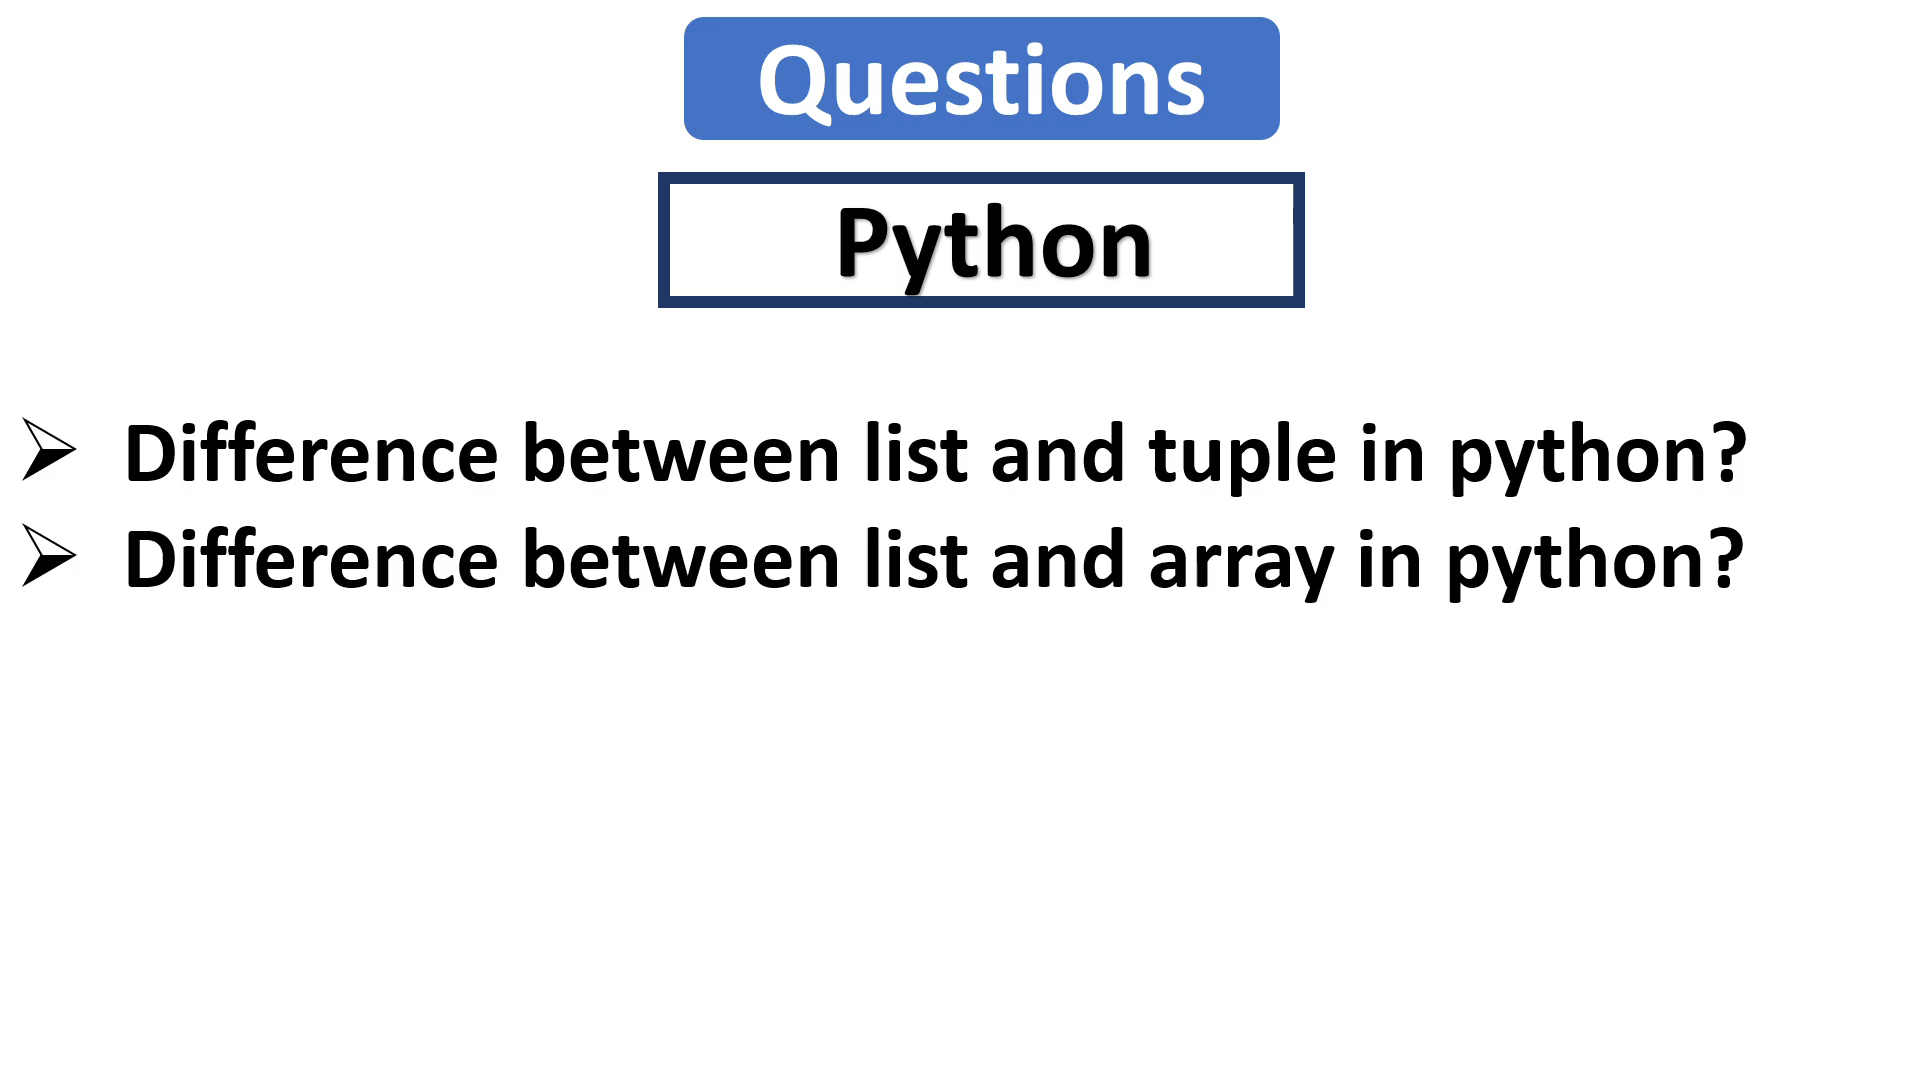 Questions
Python
Difference between list and tuple in python?
Difference between list and array in python?